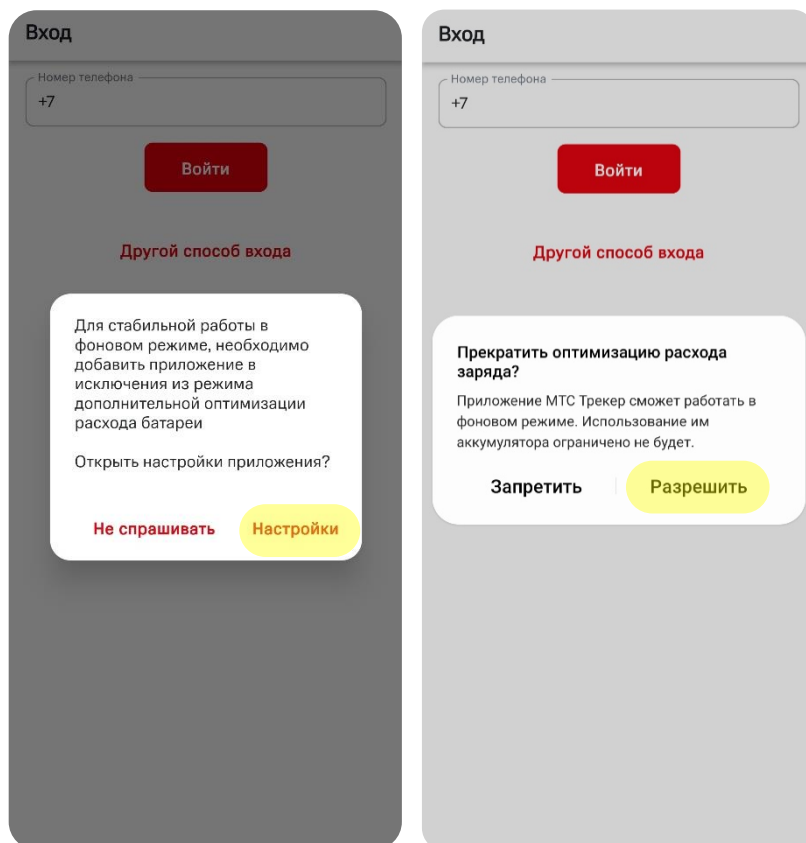 Вход
Номер телефона
+7
Войти
Другой способ входа
Для стабильной работы в
фоновом режиме, необходимо
добавить приложение в
исключения из режима
дополнительной оптимизации
расхода батареи
Открыть настройки приложения?
Не спрашивать Настройки
Вход
Номер телефона
+7
Войти
Другой способ входа
Прекратить оптимизацию расхода
заряда?
Приложение МТС Трекер сможет работать в
фоновом режиме. Использование им
аккумулятора ограничено не будет.
Запретить Разрешить